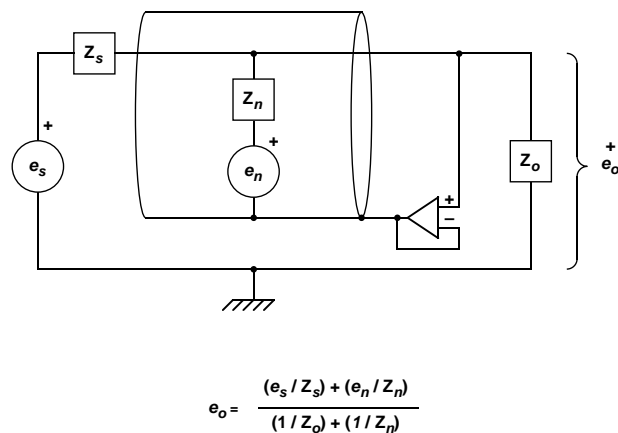 Zs
Zn
+
+
es
en
+
−
Zo
+
eo
eo = (es / Zs) + (en / Zn)
(1 / Zo) + (1 / Zn)